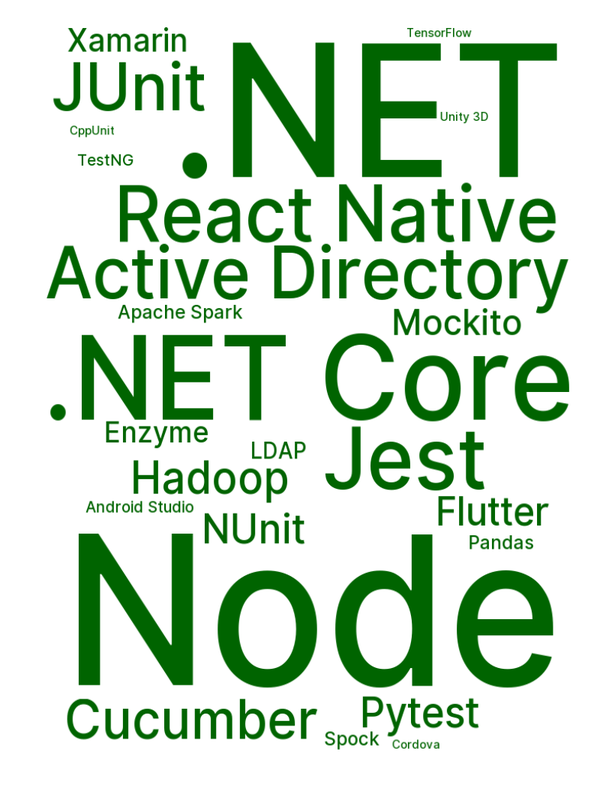 Xamarin
TensorFlow
JUnit
.NET
Unity 3D
CppUnit
TestNG
React Native
Active Directory
Apache Spark
Mockito
.NET Core
Enzyme
Jest
LDAP
Hadoop
Android Studio
Flutter
NUnit
Pandas
Node
Cucumber
Pytest
Spock
Cordova